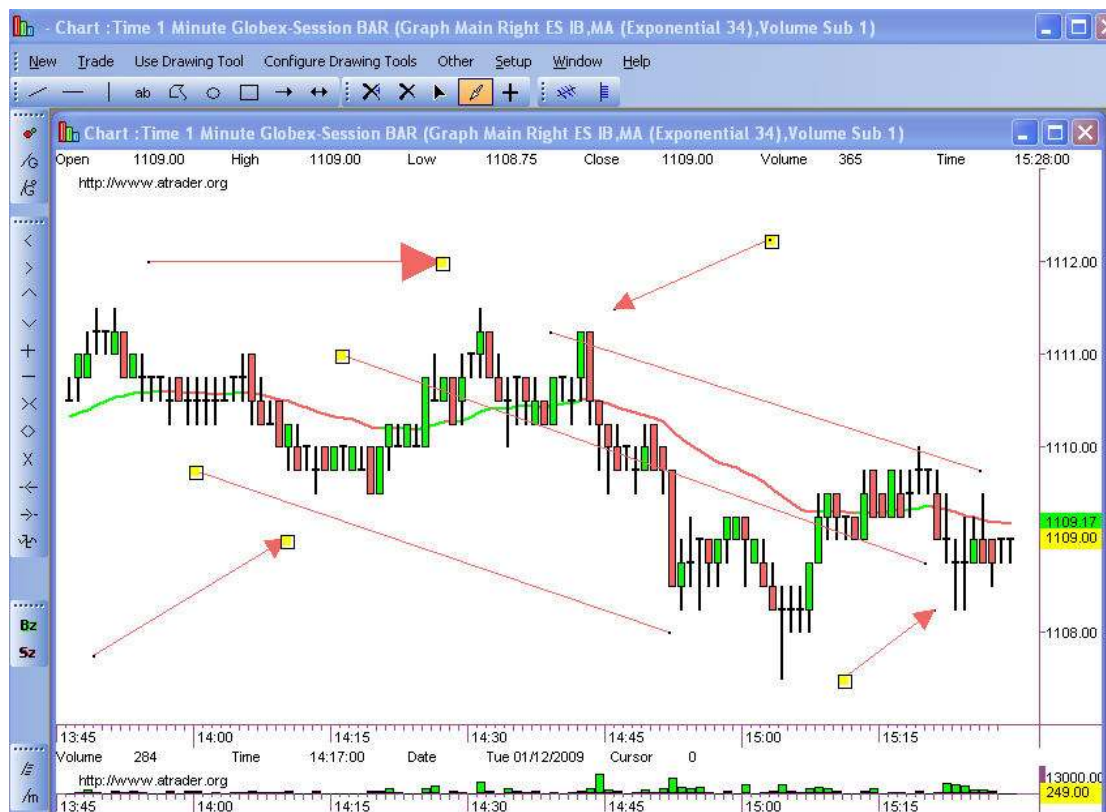 - Chart :Time 1 Minute Globex-Session BAR (Graph Main Right ES IB,MA (Exponential 34),Volume Sub 1)
New Trade Use Drawing Tool Configure Drawing Tools Other Setup Window Help
ab
Chart :Time 1 Minute Globex-Session BAR (Graph Main Right ES IB,MA (Exponential 34),Volume Sub 1)
Open 1109.00 High 1109.00 Low 1108.75 Close 1109.00 Volume 365 Time 15:28:00
http://www.atrader.org
1112.00
1111.00
1110.00
1109.17
1109.00
1108.00
Bz
Sz
13:45 14:00 14:15 14:30 14:45 15:00 15:15
Volume 284 Time 14:17:00 Date Tue 01/12/2009 Cursor 0
http://www.atrader.org
13000.00
249.00
/m
13:45 14:00 14:15 14:30 14:45 15:00 15:15